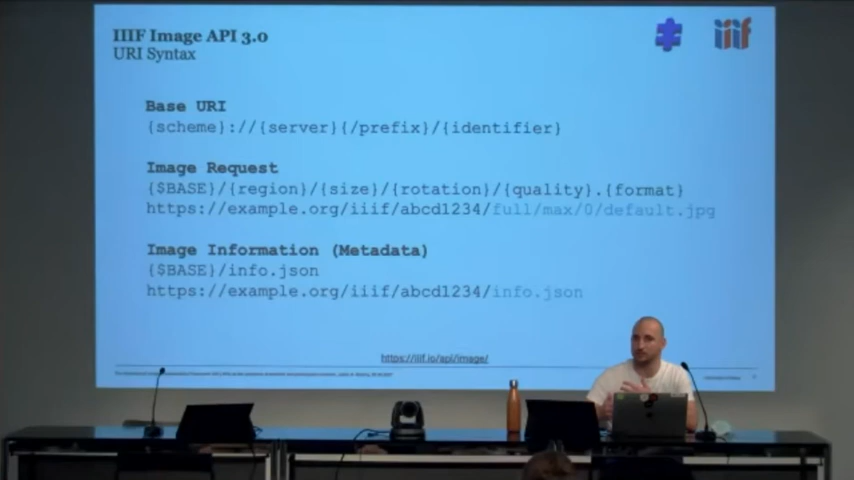 IIIF Image API 3.0
URI Syntax
iiif
Base URI
{scheme}://{server}{/prefix}/{identifier}
Image Request
{$BASE}/{region}/{size}/{rotation}/{quality}.{format}
https://example.org/iiif/abcd1234/full/max/0/default.jpg
Image Information (Metadata)
{$BASE}/info.json
https://example.org/iiif/abcd1234/info.json
https://iiif.io/api/image/